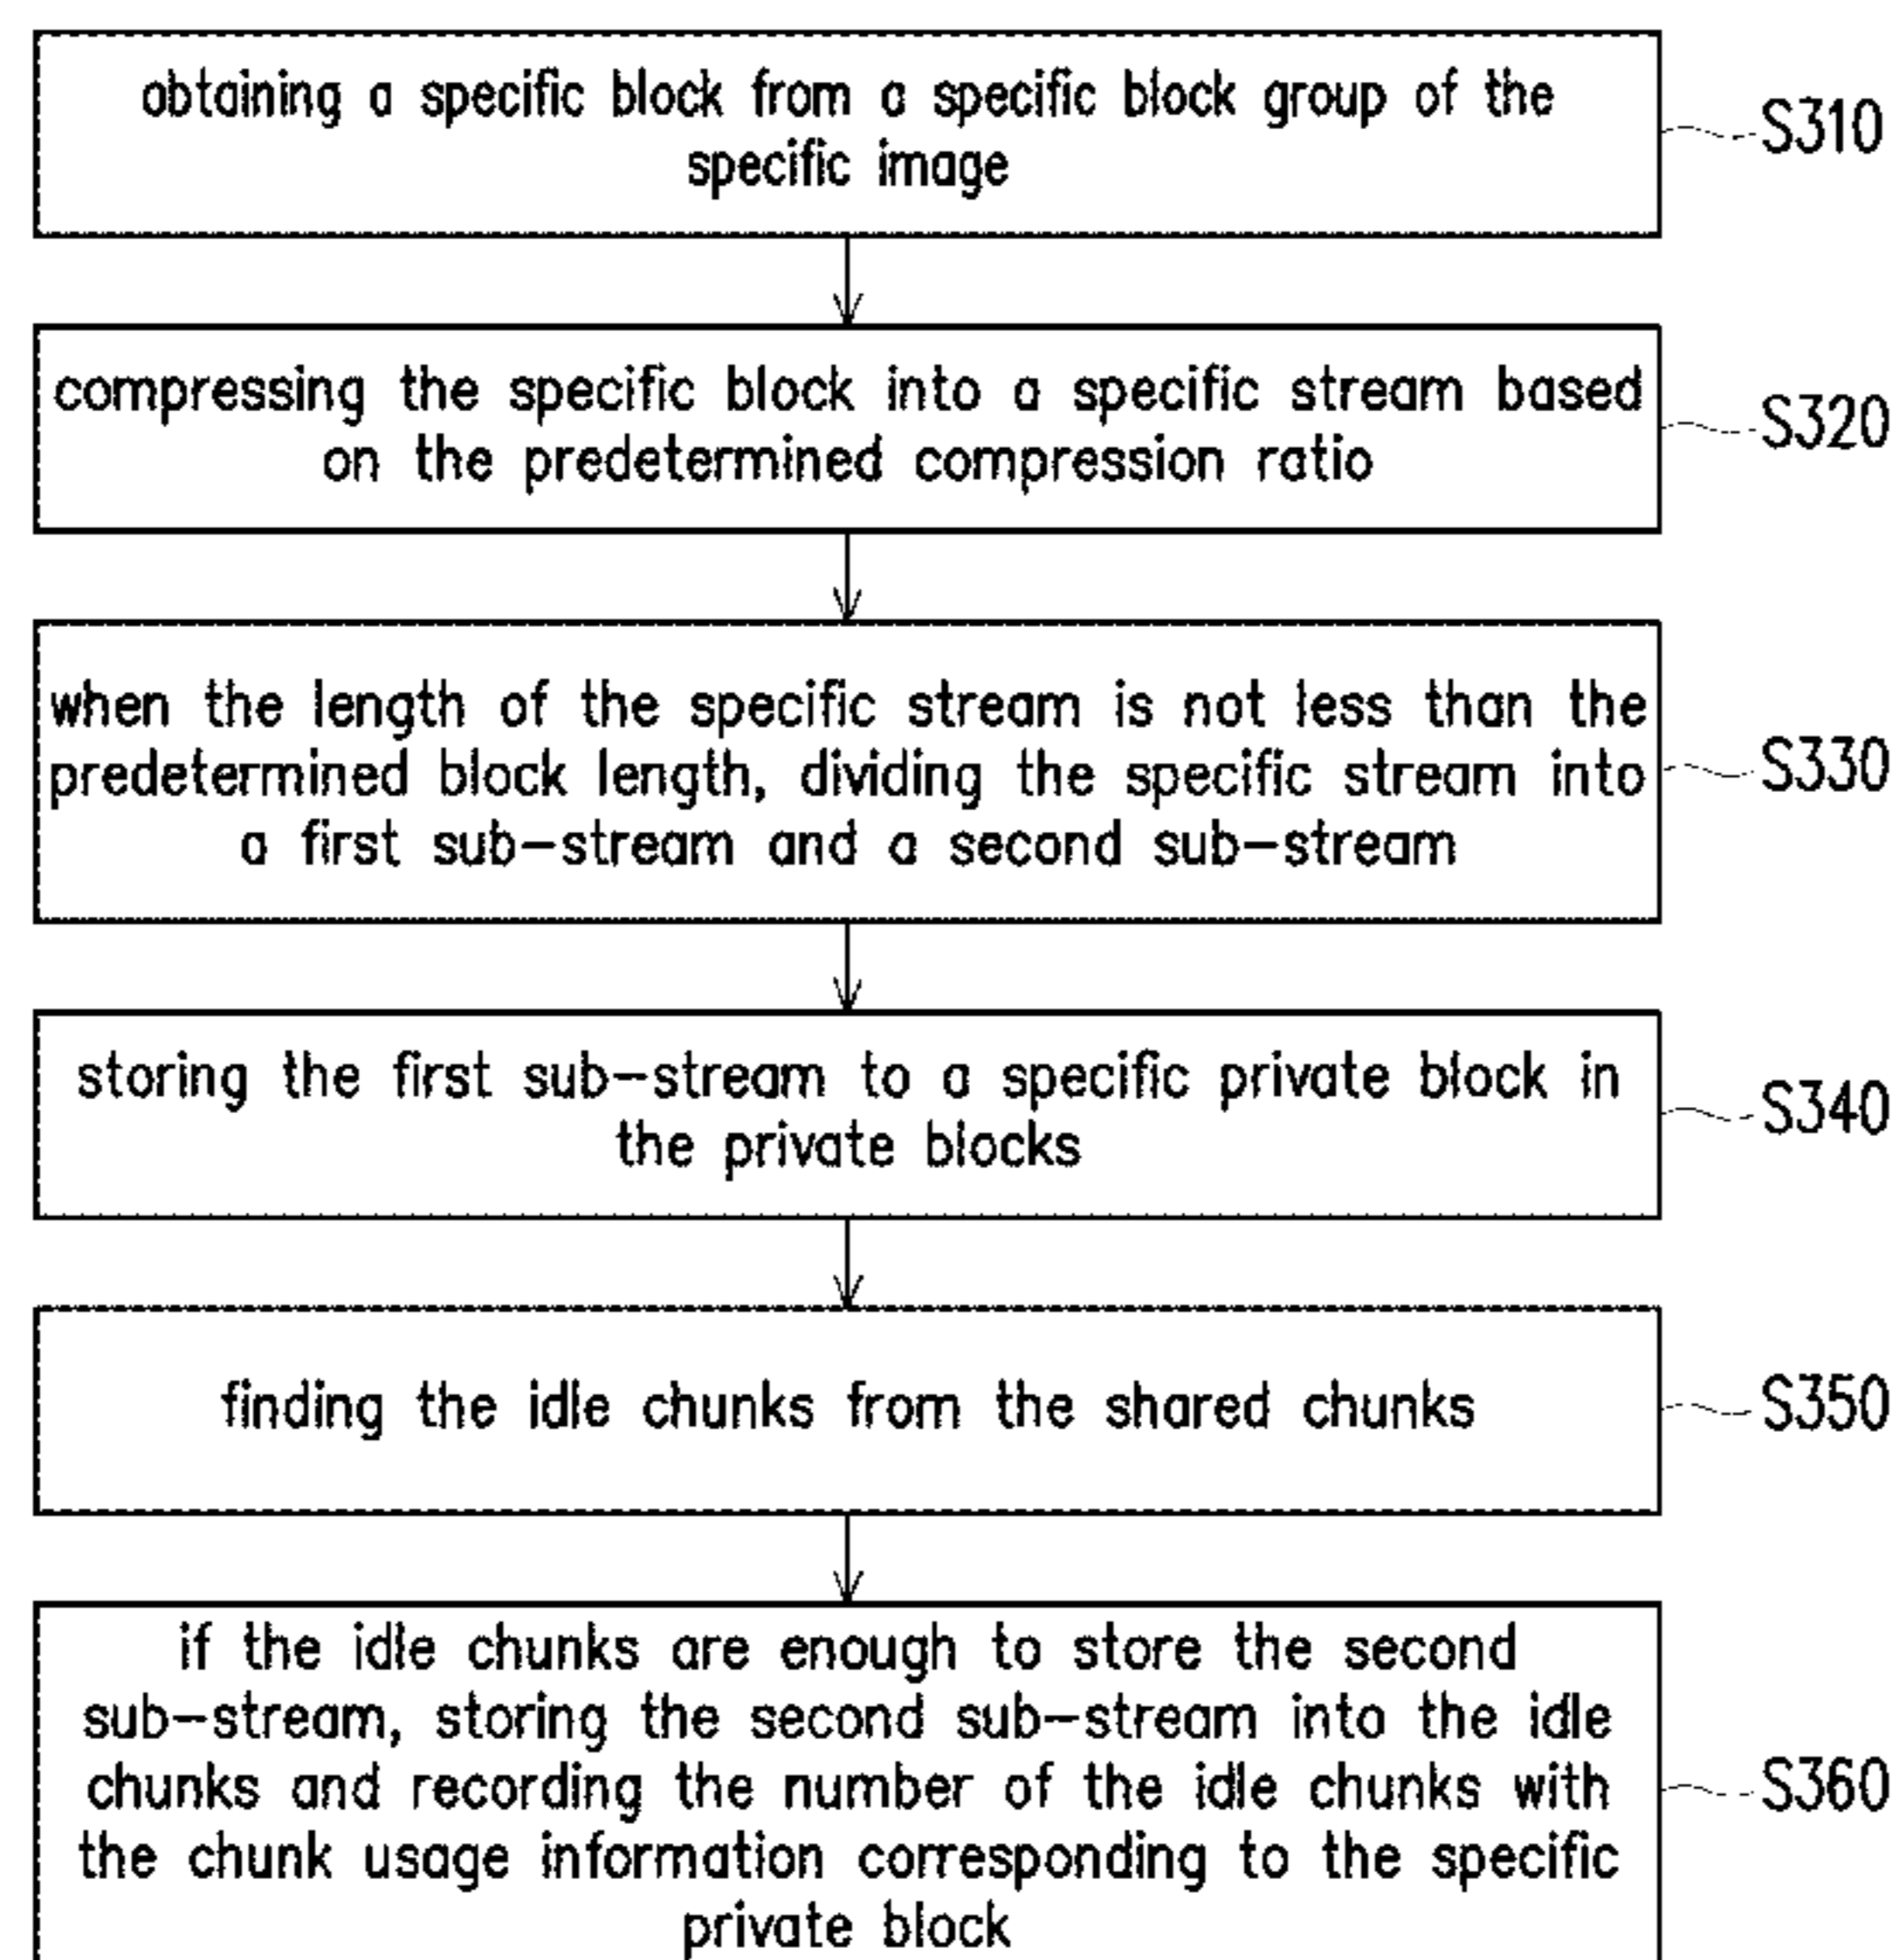 obtaining a specific block from a specific block group of the
specific image
S310
compressing the specific block into a specific stream based
on the predetermined compression ratio
S320
when the length of the specific stream is not less than the
predetermined block length, dividing the specific stream into
a first sub-stream and a second sub-stream
S330
storing the first sub-stream to a specific private block in
the private blocks
S340
finding the idle chunks from the shared chunks
S350
if the idle chunks are enough to store the second
sub-stream, storing the second sub-stream into the idle
chunks and recording the number of the idle chunks with
the chunk usage information corresponding to the specific
private block
S360